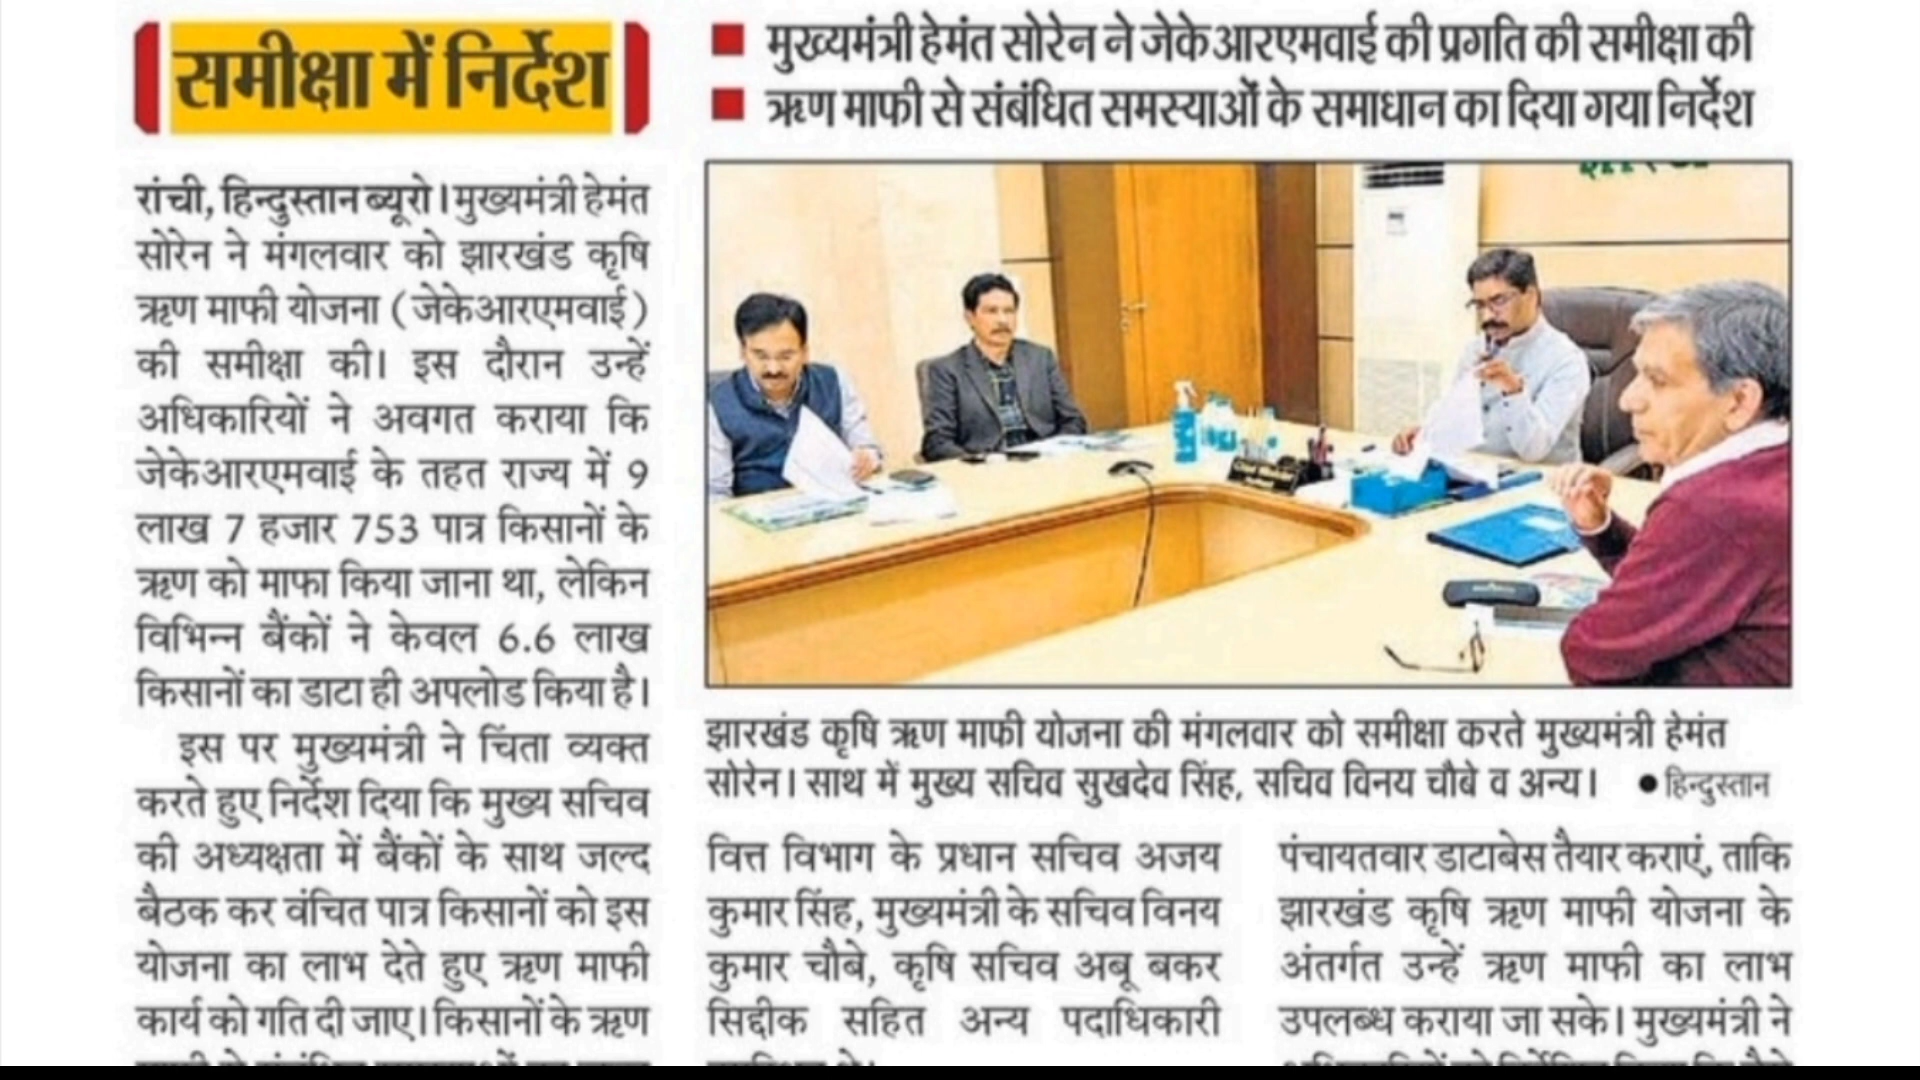 समीक्षा में निर्देश
मुख्यमंत्री हेमंत सोरेन ने जेकेआरएमवाई की प्रगति की समीक्षा की
ऋण माफी से संबंधित समस्याओं के समाधान का दिया गया निर्देश
रांची, हिन्दुस्तान ब्यूरो। मुख्यमंत्री हेमंत
सोरेन ने मंगलवार को झारखंड कृषि
ऋण माफी योजना (जेकेआरएमवाई)
की समीक्षा की। इस दौरान उन्हें
अधिकारियों ने अवगत कराया कि
जेकेआरएमवाई के तहत राज्य में 9
लाख 7 हजार 753 पात्र किसानों के
ऋण को माफा किया जाना था, लेकिन
विभिन्न बैंकों ने केवल 6.6 लाख
किसानों का डाटा ही अपलोड किया है।
इस पर मुख्यमंत्री ने चिंता व्यक्त
करते हुए निर्देश दिया कि मुख्य सचिव
की अध्यक्षता में बैंकों के साथ जल्द
बैठक कर वंचित पात्र किसानों को इस
योजना का लाभ देते हुए ऋण माफी
कार्य को गति दी जाए। किसानों के ऋण
झारखंड कृषि ऋण माफी योजना की मंगलवार को समीक्षा करते मुख्यमंत्री हेमंत
सोरेन। साथ में मुख्य सचिव सुखदेव सिंह, सचिव विनय चौबे व अन्य। ● हिन्दुस्तान
वित्त विभाग के प्रधान सचिव अजय
कुमार सिंह, मुख्यमंत्री के सचिव विनय
कुमार चौबे, कृषि सचिव अबू बकर
सिद्दीक सहित अन्य पदाधिकारी
पंचायतवार डाटाबेस तैयार कराएं, ताकि
झारखंड कृषि ऋण माफी योजना के
अंतर्गत उन्हें ऋण माफी का लाभ
उपलब्ध कराया जा सके। मुख्यमंत्री ने